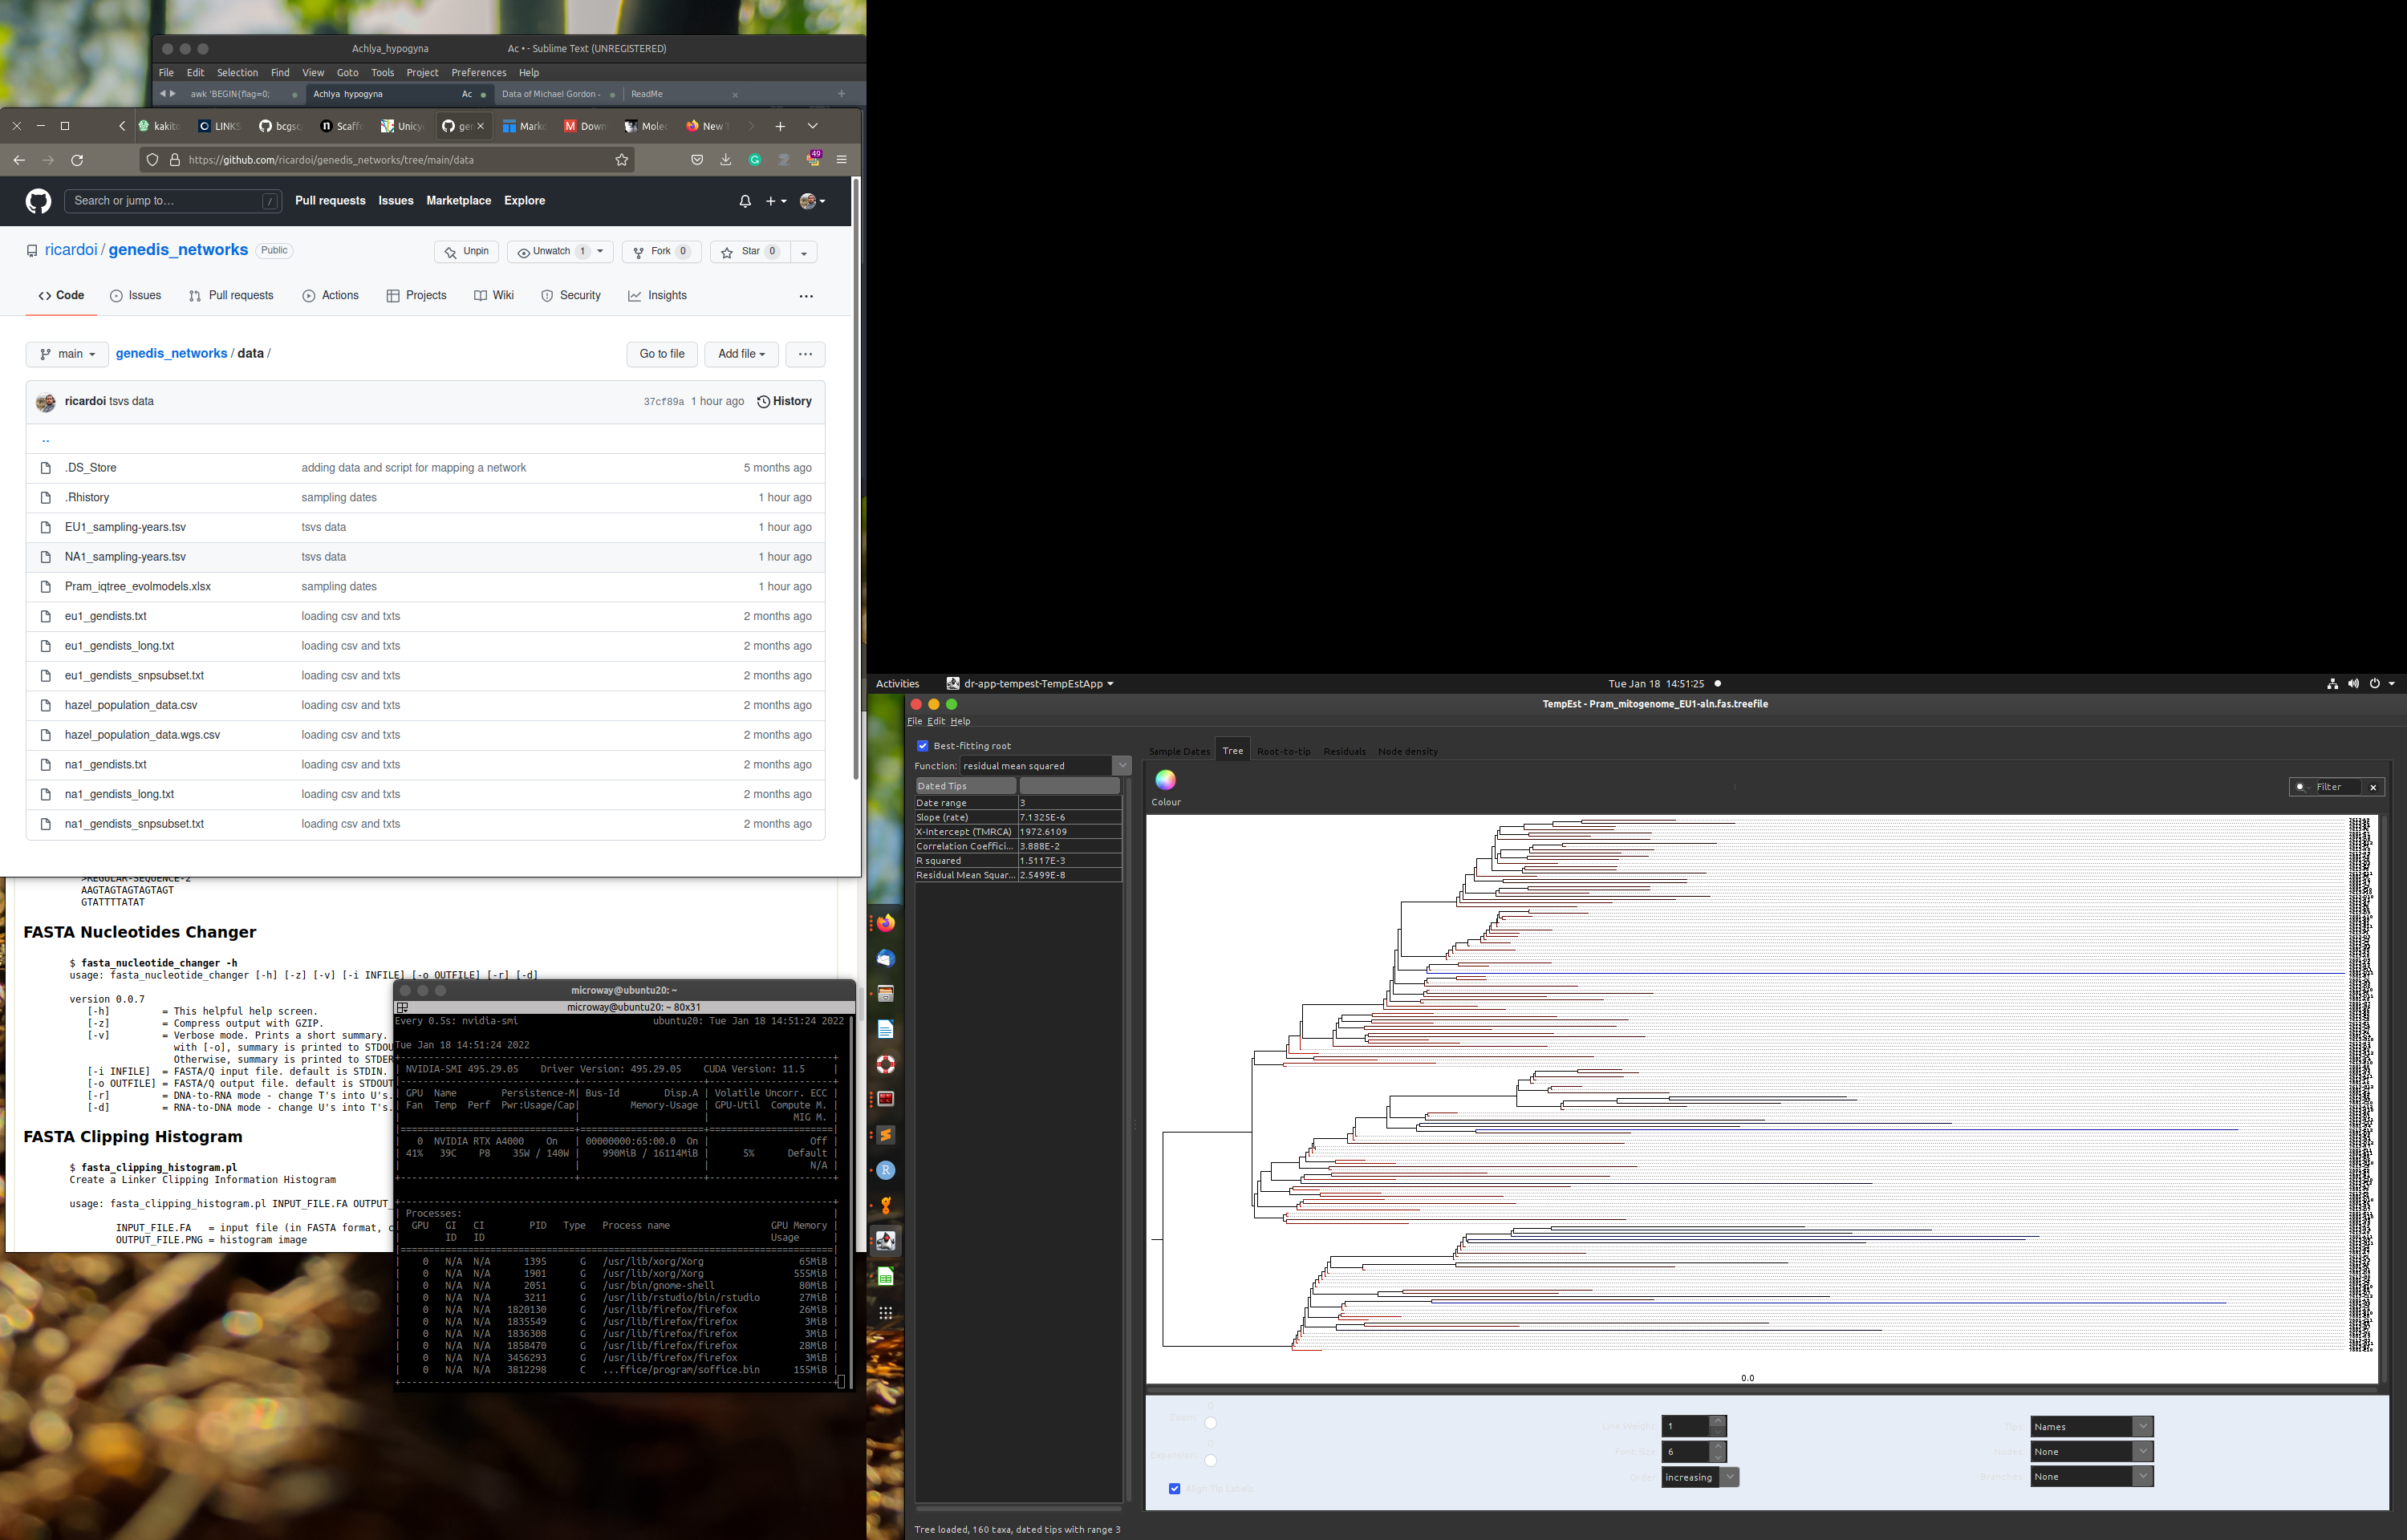 Achlya_hypogyna Ac • - Sublime Text (UNREGISTERED)
File Edit Selection Find View Goto Tools Project Preferences Help
awk 'BEGIN{flag=0; Achlya hypogyna Ac Data of Michael Gordon - ReadMe
kakito LINKS bcgsc Scaffo Unicy gen Marko Down Molec New T
https://github.com/ricardoi/genedis_networks/tree/main/data
49
Search or jump to… / Pull requests Issues Marketplace Explore
ricardoi / genedis_networks Public Unpin Unwatch 1 Fork 0 Star 0
Code Issues Pull requests Actions Projects Wiki Security Insights
main genedis_networks / data / Go to file Add file
ricardoi tsvs data 37cf89a 1 hour ago History
..
.DS_Store adding data and script for mapping a network 5 months ago
.Rhistory sampling dates 1 hour ago
EU1_sampling-years.tsv tsvs data 1 hour ago
NA1_sampling-years.tsv tsvs data 1 hour ago
Pram_iqtree_evolmodels.xlsx sampling dates 1 hour ago
eu1_gendists.txt loading csv and txts 2 months ago
eu1_gendists_long.txt loading csv and txts 2 months ago
eu1_gendists_snpsubset.txt loading csv and txts 2 months ago
hazel_population_data.csv loading csv and txts 2 months ago
hazel_population_data.wgs.csv loading csv and txts 2 months ago
na1_gendists.txt loading csv and txts 2 months ago
na1_gendists_long.txt loading csv and txts 2 months ago
na1_gendists_snpsubset.txt loading csv and txts 2 months ago
>REGULAR-SEQUENCE-2
AAGTAGTAGTAGTAGT
GTATTTTATAT
FASTA Nucleotides Changer
$ fasta_nucleotide_changer -h
usage: fasta_nucleotide_changer [-h] [-z] [-v] [-i INFILE] [-o OUTFILE] [-r] [-d]
version 0.0.7
[-h] = This helpful help screen.
[-z] = Compress output with GZIP.
[-v] = Verbose mode. Prints a short summary.
with [-o], summary is printed to STDOU
Otherwise, summary is printed to STDER
[-i INFILE] = FASTA/Q input file. default is STDIN.
[-o OUTFILE] = FASTA/Q output file. default is STDOUT
[-r] = DNA-to-RNA mode - change T's into U's.
[-d] = RNA-to-DNA mode - change U's into T's.
FASTA Clipping Histogram
$ fasta_clipping_histogram.pl
Create a Linker Clipping Information Histogram
usage: fasta_clipping_histogram.pl INPUT_FILE.FA OUTPUT_
INPUT_FILE.FA = input file (in FASTA format, c
OUTPUT_FILE.PNG = histogram image
microway@ubuntu20: ~
microway@ubuntu20: ~ 80x31
Every 0.5s: nvidia-smi ubuntu20: Tue Jan 18 14:51:24 2022
Tue Jan 18 14:51:24 2022
NVIDIA-SMI 495.29.05 Driver Version: 495.29.05 CUDA Version: 11.5
GPU Name Persistence-M| Bus-Id Disp.A | Volatile Uncorr. ECC
Fan Temp Perf Pwr:Usage/Cap| Memory-Usage | GPU-Util Compute M.
MIG M.
0 NVIDIA RTX A4000 On | 00000000:65:00.0 On | Off
41% 39C P8 35W / 140W | 990MiB / 16114MiB | 5% Default
N/A
Processes:
GPU GI CI PID Type Process name GPU Memory
ID ID Usage
0 N/A N/A 1395 G /usr/lib/xorg/Xorg 65MiB
0 N/A N/A 1901 G /usr/lib/xorg/Xorg 555MiB
0 N/A N/A 2051 G /usr/bin/gnome-shell 80MiB
0 N/A N/A 3211 G /usr/lib/rstudio/bin/rstudio 27MiB
0 N/A N/A 1820130 G /usr/lib/firefox/firefox 26MiB
0 N/A N/A 1835549 G /usr/lib/firefox/firefox 3MiB
0 N/A N/A 1836308 G /usr/lib/firefox/firefox 3MiB
0 N/A N/A 1858470 G /usr/lib/firefox/firefox 28MiB
0 N/A N/A 3456293 G /usr/lib/firefox/firefox 3MiB
0 N/A N/A 3812298 C ...ffice/program/soffice.bin 155MiB
Activities dr-app-tempest-TempEstApp Tue Jan 18 14:51:25
TempEst - Pram_mitogenome_EU1-aln.fas.treefile
File Edit Help
Best-fitting root
Function: residual mean squared
Dated Tips
Date range 3
Slope (rate) 7.1325E-6
X-Intercept (TMRCA) 1972.6109
Correlation Coeffici... 3.888E-2
R squared 1.5117E-3
Residual Mean Squar... 2.5499E-8
Sample Dates Tree Root-to-tip Residuals Node density
Colour
Filter
0.0
Zoom: 0
Expansion: 0
Align Tip Labels
Line Weight: 1
Font Size: 6
Order: increasing
Tips: Names
Nodes: None
Branches: None
Tree loaded, 160 taxa, dated tips with range 3